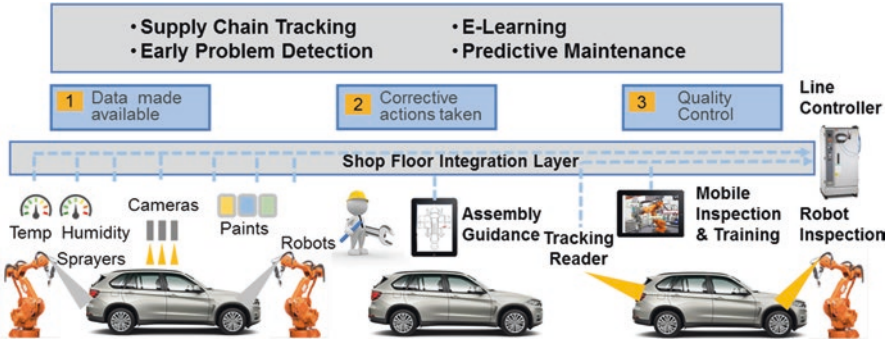 • Supply Chain Tracking
• E-Learning
• Early Problem Detection
• Predictive Maintenance
1 Data made
available
2 Corrective
actions taken
3 Quality
Control
Line
Controller
Shop Floor Integration Layer
Temp
Humidity
Cameras
Sprayers
Paints
Robots
Assembly
Guidance
Tracking
Reader
Mobile
Inspection
& Training
Robot
Inspection